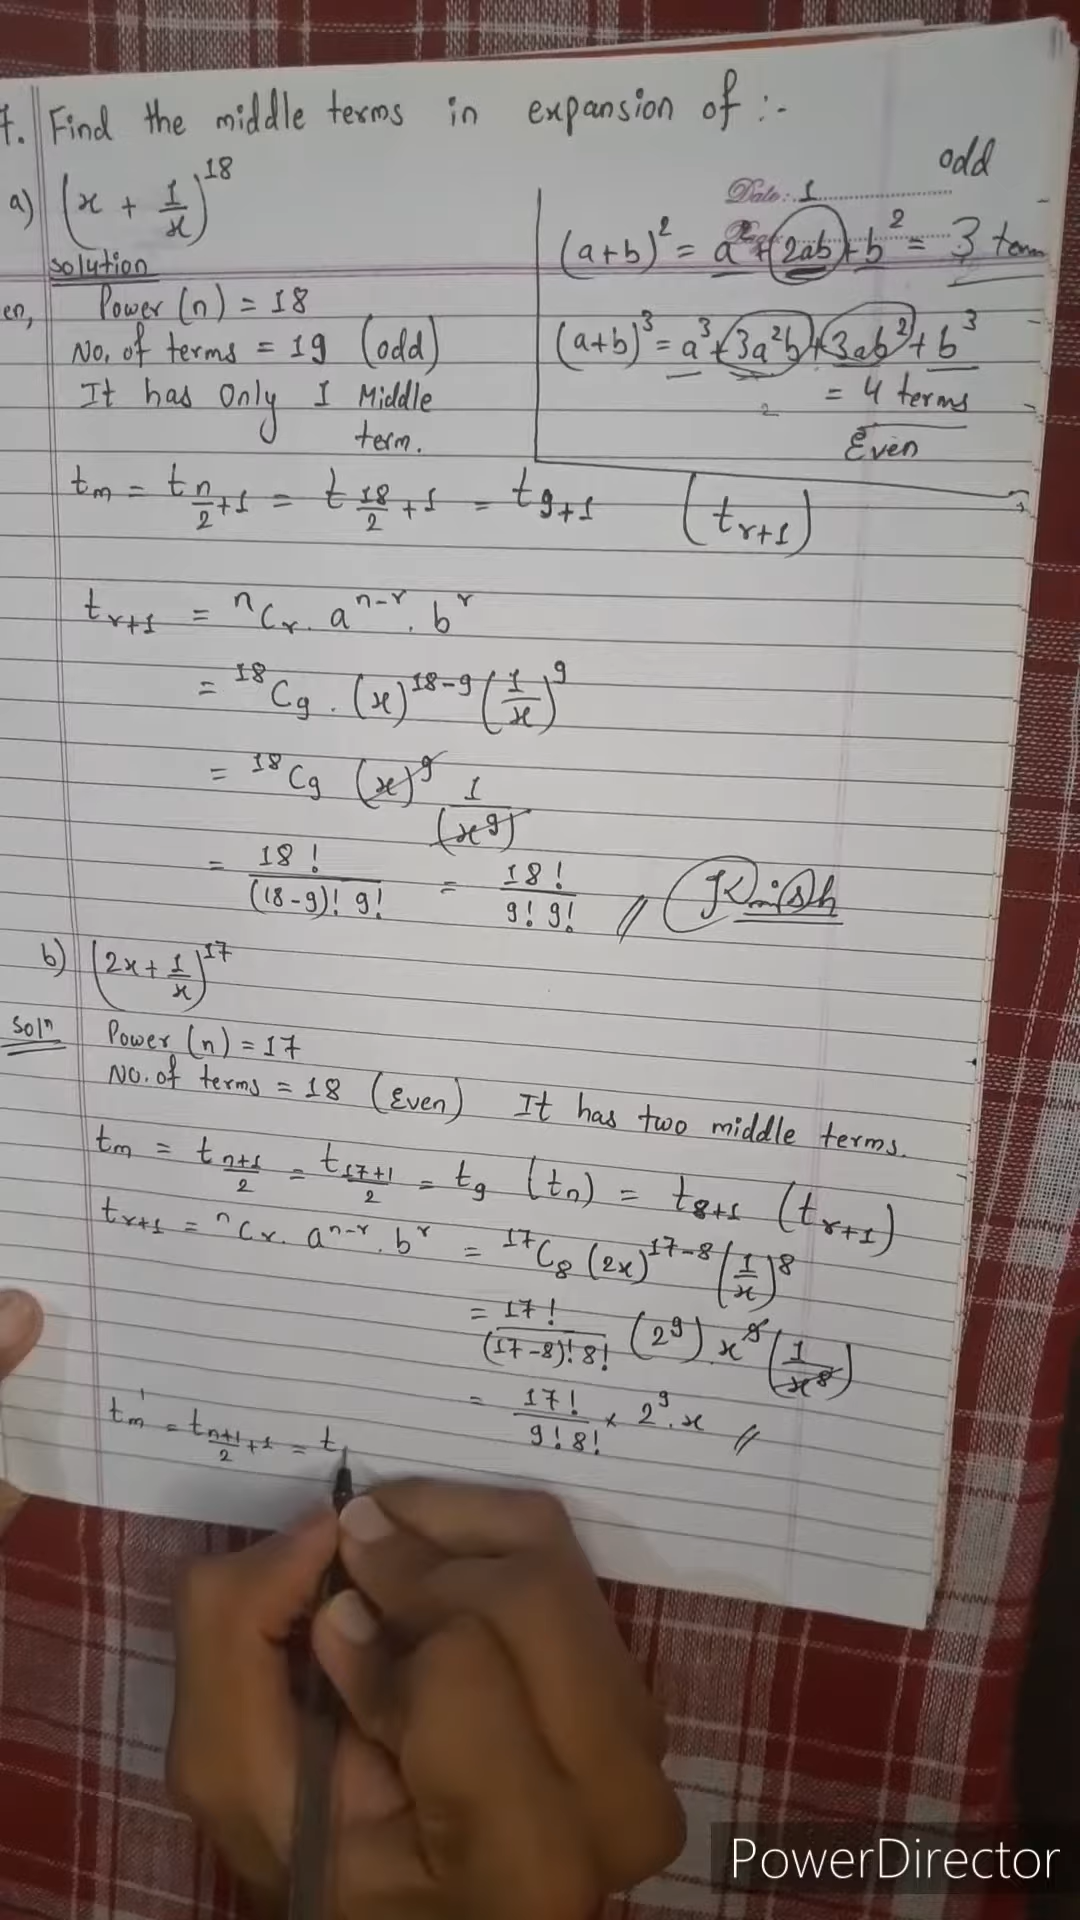 7. Find the middle terms in expansion of :-
a) (x + 1/x)^18
solution
Power (n) = 18
No. of terms = 19 (odd)
It has Only 1 Middle
term.
odd
Date: 1
(a+b)^2 = a^2 + 2ab + b^2 = 3 term
(a+b)^3 = a^3 + 3a^2b + 3ab^2 + b^3
2
= 4 terms
Even
tm = t n/2 +1 = t 18/2 +1 = t9+1 (tr+1)
tr+1 = nCr. a^n-r . b^r
= 18C9 . (x)^18-9 (1/x)^9
= 18C9 (x)^9 1/(x^9)
= 18!/(18-9)! 9! = 18!/9! 9! //
b) (2x + 1/x)^17
Soln Power (n) = 17
No. of terms = 18 (Even) It has two middle terms.
tm = t n+1/2 = t 17+1/2 = t9 (tn) = t8+1 (tr+1)
tr+1 = nCr. a^n-r . b^r = 17C8 (2x)^17-8 (1/x)^8
= 17!/(17-8)! 8! (2^9) . x^9 (1/x^8)
= 17!/9! 8! × 2^9 . x //
tm' = t n+1/2 +1 = t
PowerDirector